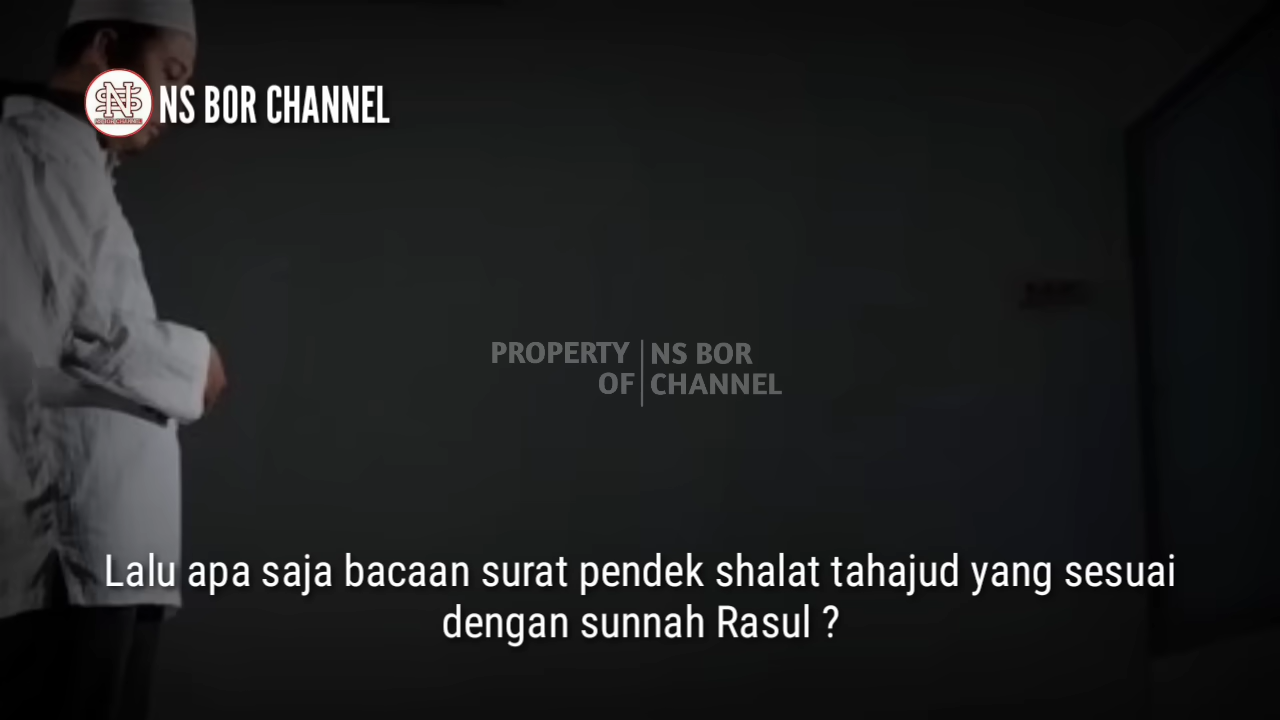 NS BOR CHANNEL
PROPERTY OF
NS BOR CHANNEL
Lalu apa saja bacaan surat pendek shalat tahajud yang sesuai
dengan sunnah Rasul ?